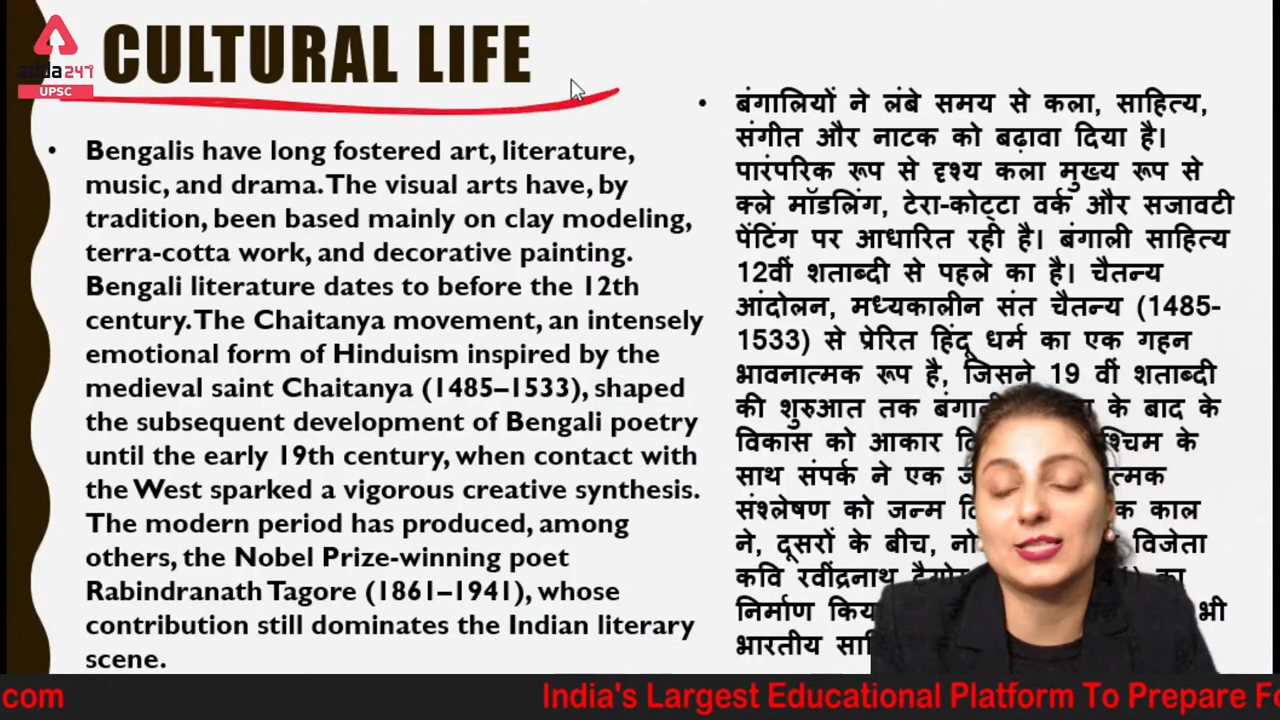 adda247
UPSC
CULTURAL LIFE
• Bengalis have long fostered art, literature,
music, and drama. The visual arts have, by
tradition, been based mainly on clay modeling,
terra-cotta work, and decorative painting.
Bengali literature dates to before the 12th
century. The Chaitanya movement, an intensely
emotional form of Hinduism inspired by the
medieval saint Chaitanya (1485–1533), shaped
the subsequent development of Bengali poetry
until the early 19th century, when contact with
the West sparked a vigorous creative synthesis.
The modern period has produced, among
others, the Nobel Prize-winning poet
Rabindranath Tagore (1861–1941), whose
contribution still dominates the Indian literary
scene.
• बंगालियों ने लंबे समय से कला, साहित्य,
संगीत और नाटक को बढ़ावा दिया है।
पारंपरिक रूप से दृश्य कला मुख्य रूप से
क्ले मॉडलिंग, टेरा-कोट्टा वर्क और सजावटी
पेंटिंग पर आधारित रही है। बंगाली साहित्य
12वीं शताब्दी से पहले का है। चैतन्य
आंदोलन, मध्यकालीन संत चैतन्य (1485-
1533) से प्रेरित हिंदू धर्म का एक गहन
भावनात्मक रूप है, जिसने 19 वीं शताब्दी
की शुरुआत तक के बाद के
विकास को आकार के
साथ संपर्क ने एक
संश्लेषण को जन्म काल
ने, दूसरों के बीच, विजेता
कवि रवींद्रनाथ का
निर्माण भी
भारतीय
com
India's Largest Educational Platform To Prepare